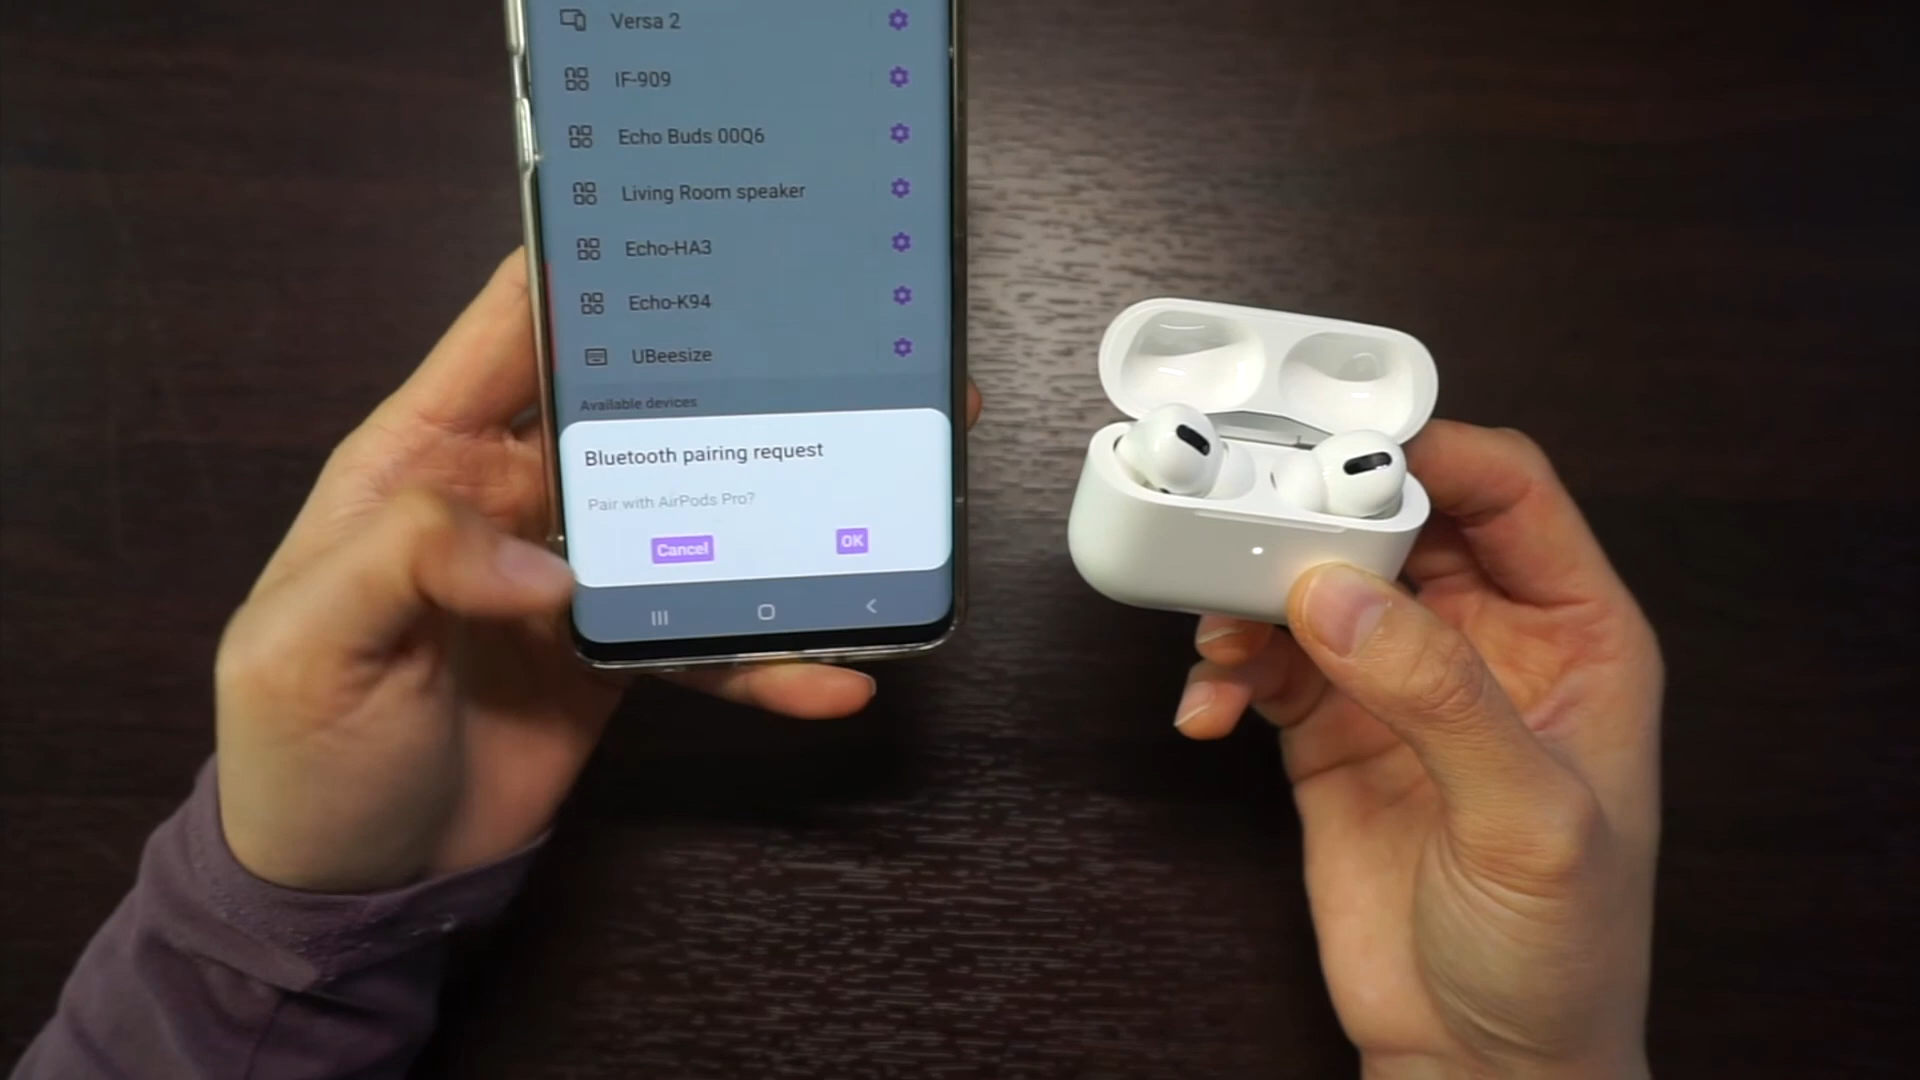 Versa 2
IF-909
Echo Buds 00Q6
Living Room speaker
Echo-HA3
Echo-K94
UBeesize
Available devices
Bluetooth pairing request
Pair with AirPods Pro?
Cancel
OK